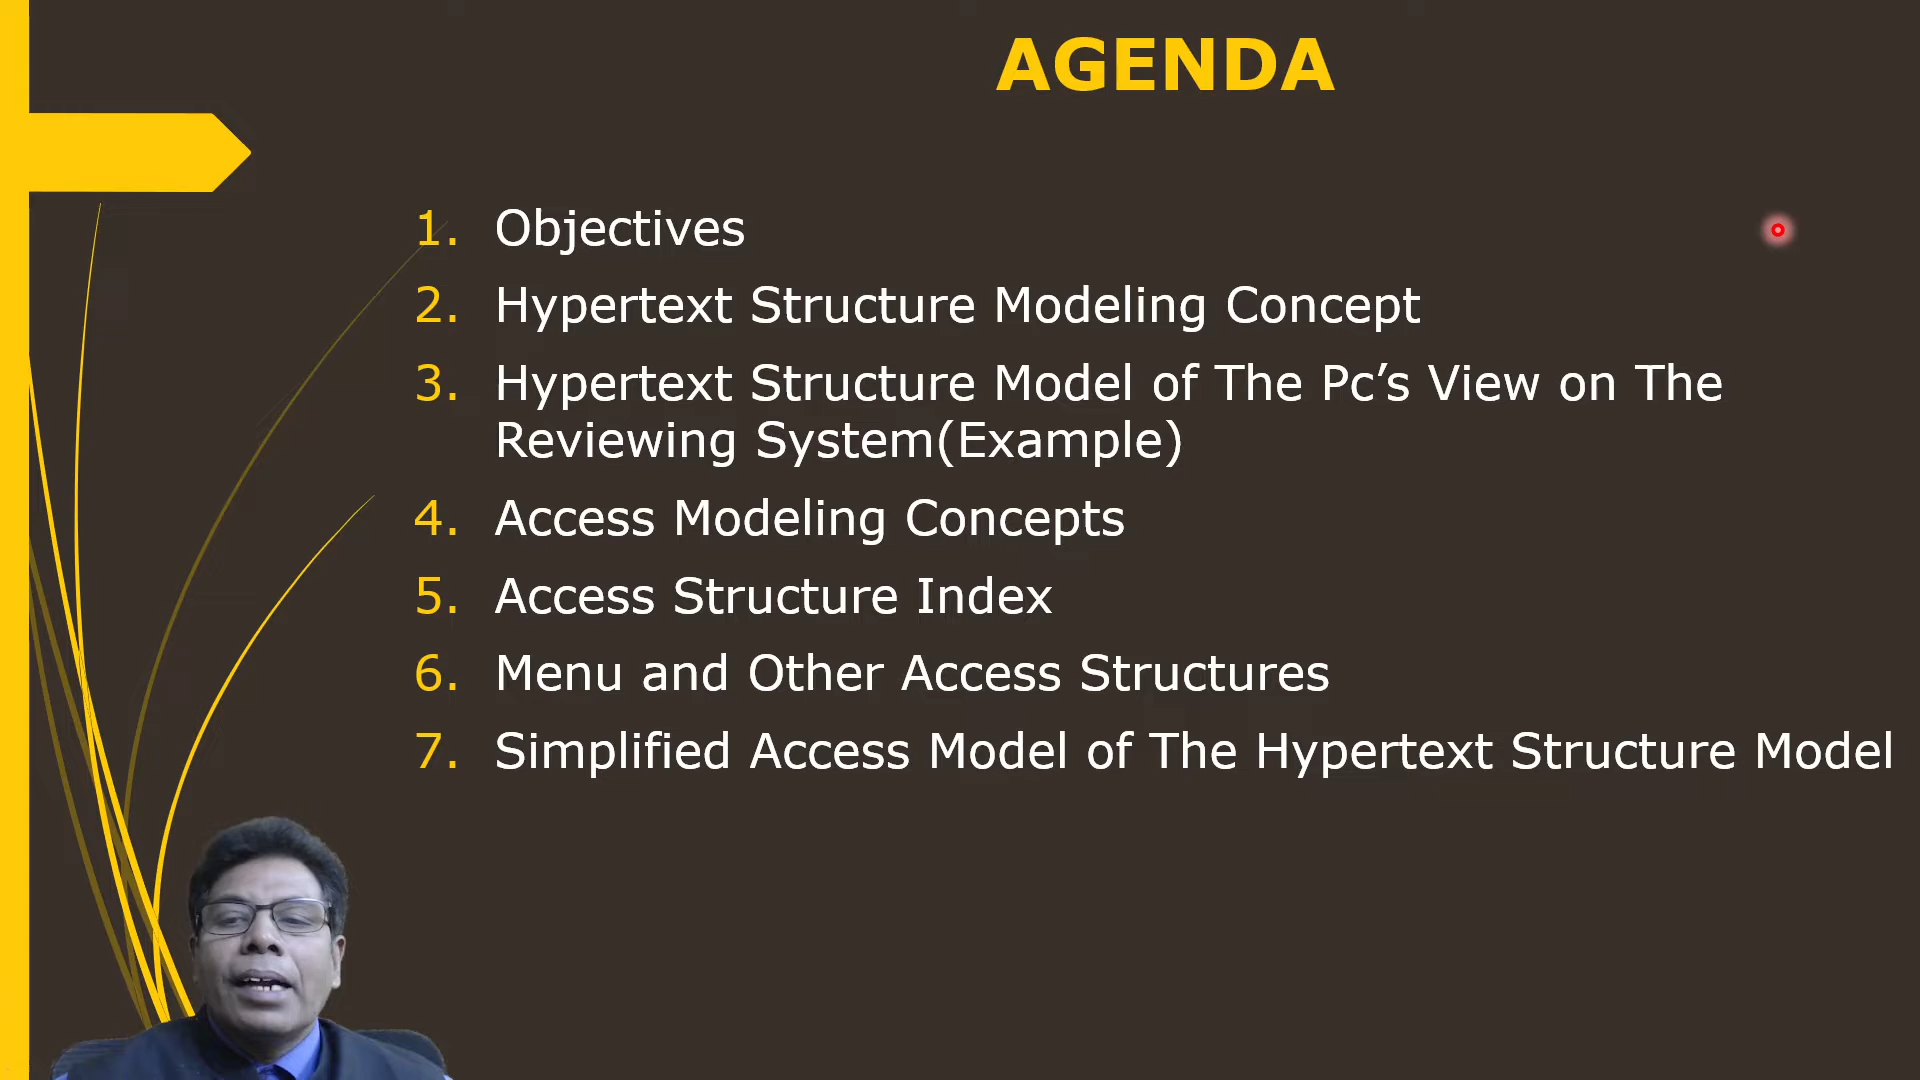 AGENDA
1. Objectives
2. Hypertext Structure Modeling Concept
3. Hypertext Structure Model of The Pc’s View on The
Reviewing System(Example)
4. Access Modeling Concepts
5. Access Structure Index
6. Menu and Other Access Structures
7. Simplified Access Model of The Hypertext Structure Model